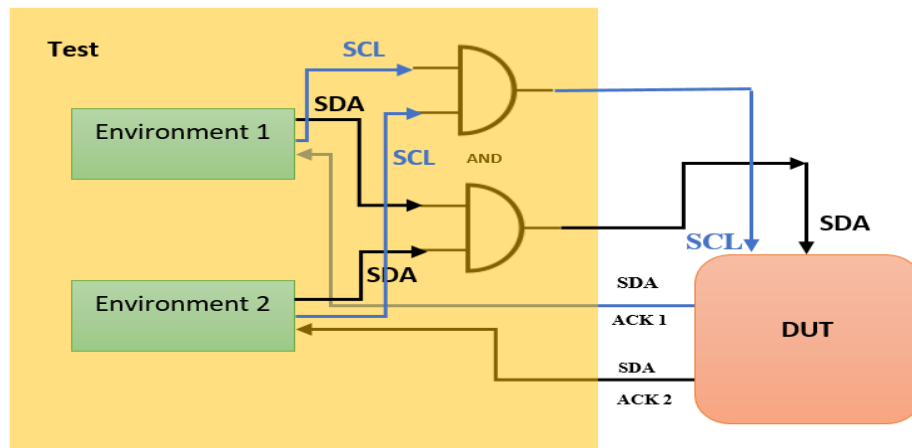 Test
SCL
SDA
Environment 1
SCL
AND
SDA
SCL
SDA
Environment 2
SDA
ACK 1
DUT
SDA
ACK 2